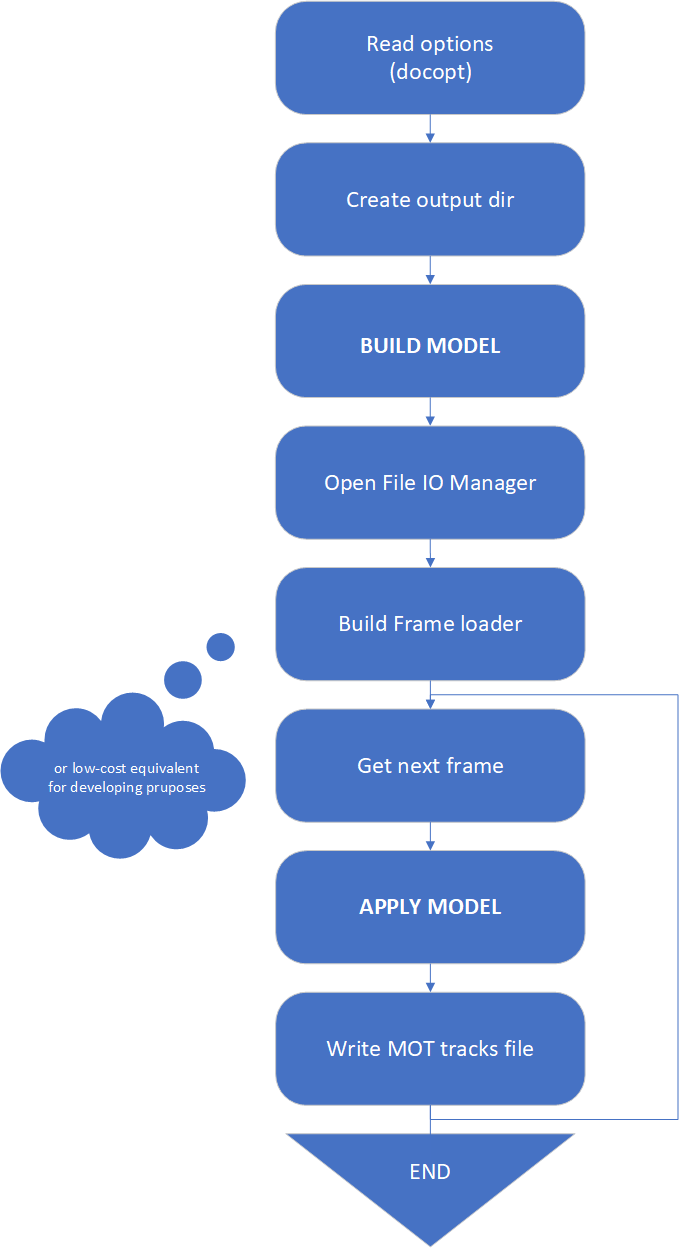 Read options
(docopt)
Create output dir
BUILD MODEL
Open File IO Manager
Build Frame loader
or low-cost equivalent
for developing pruposes
Get next frame
APPLY MODEL
Write MOT tracks file
END